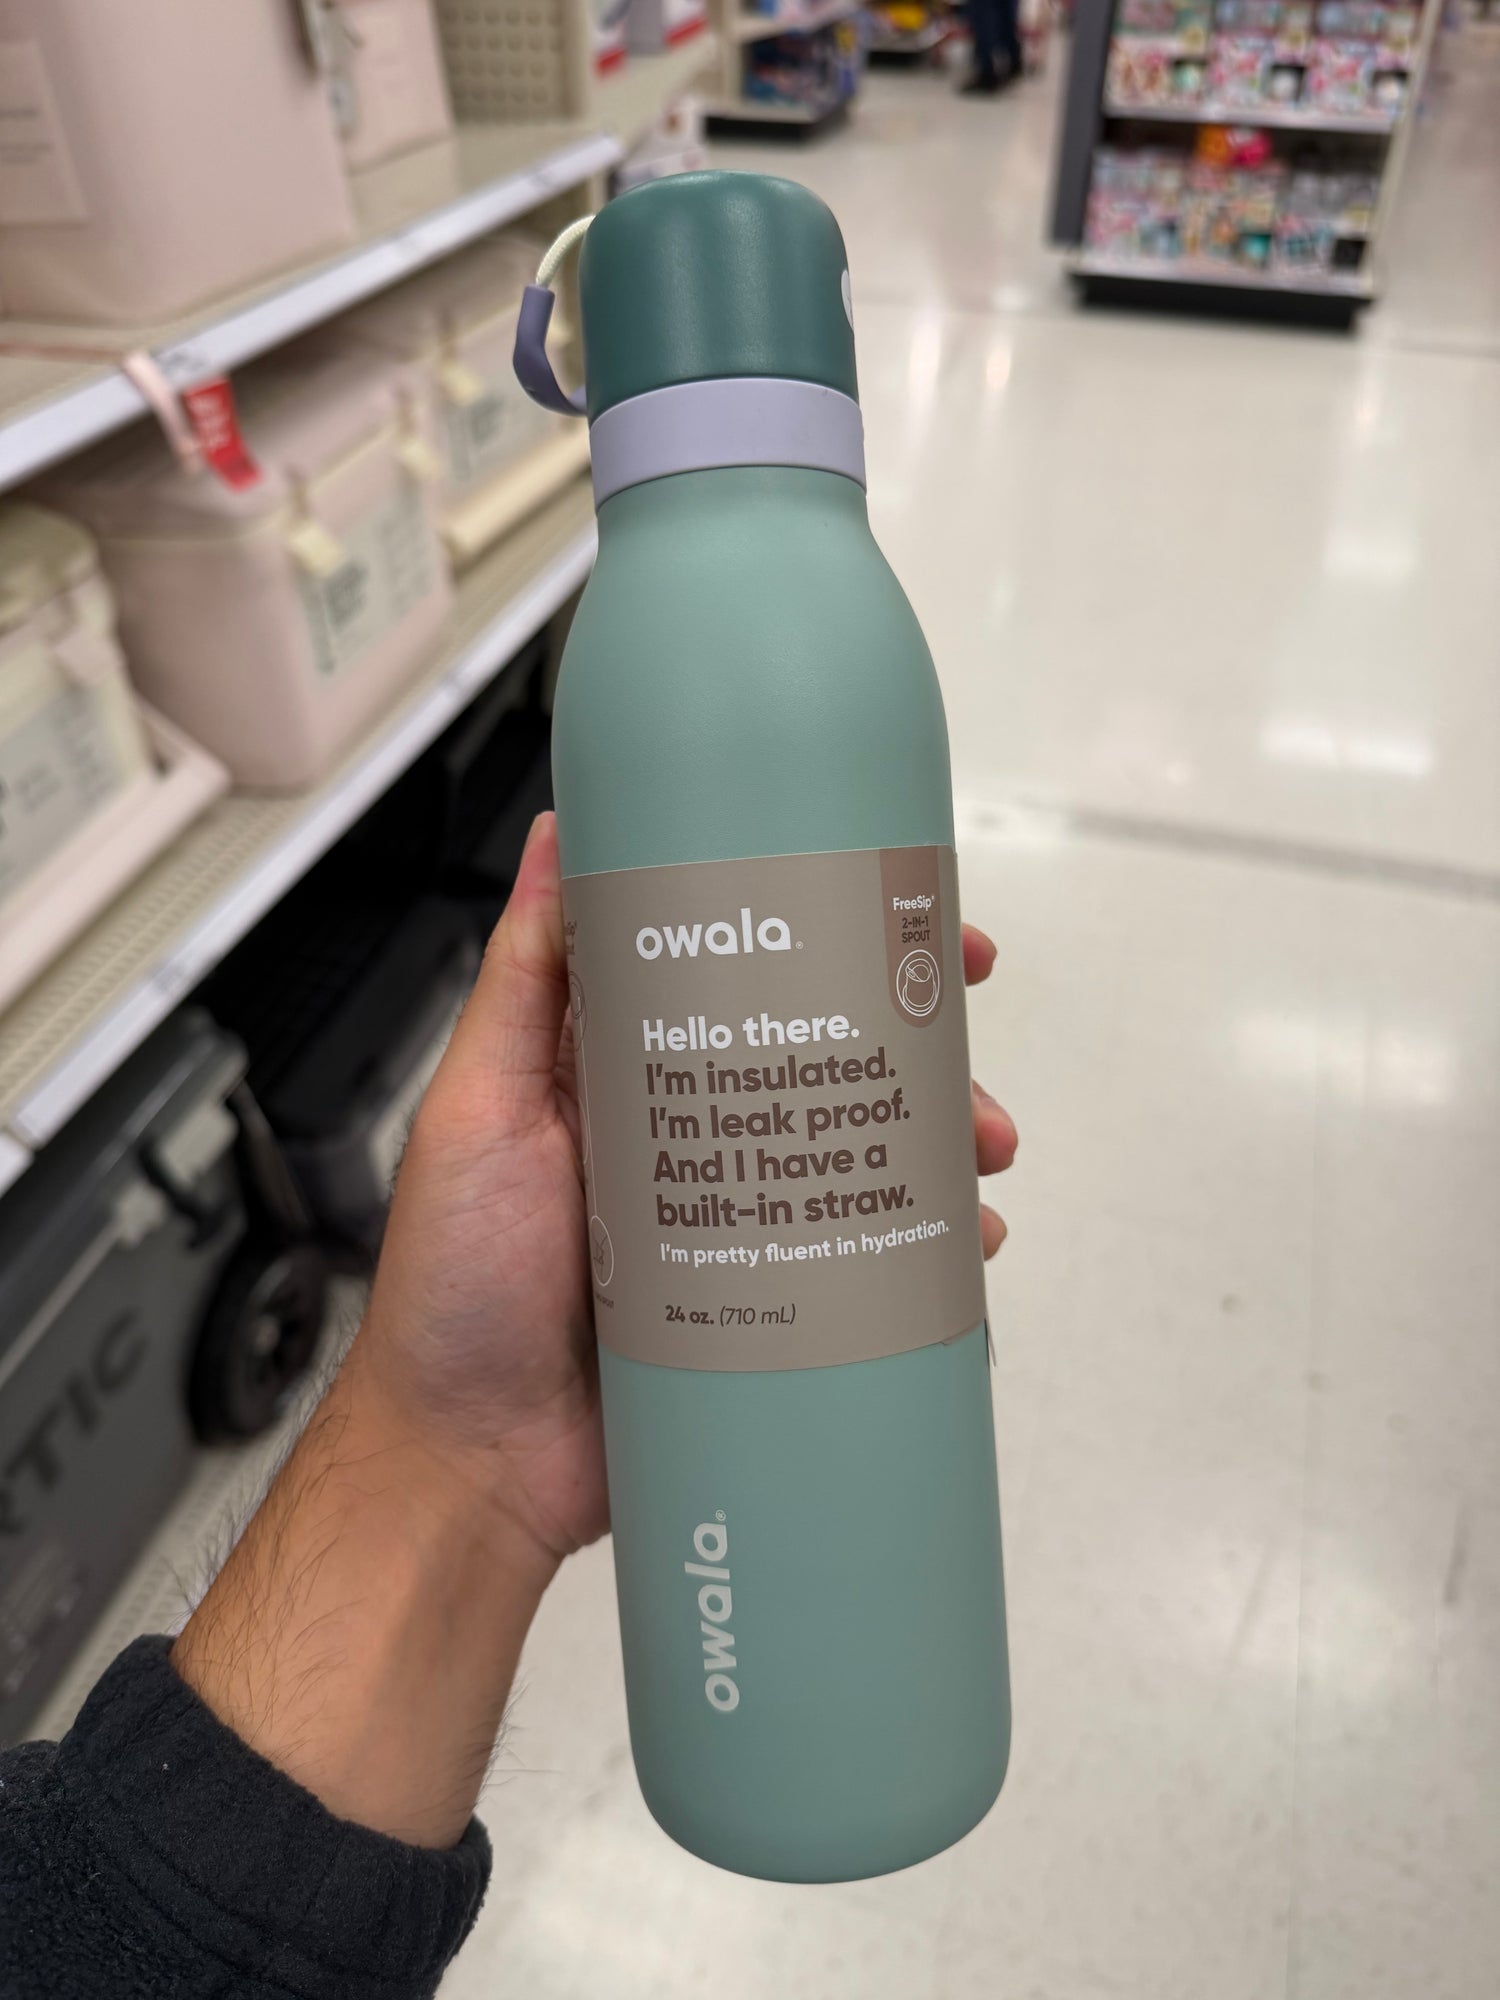 owala®
FreeSip®
2-IN-1
SPOUT
Hello there.
I'm insulated.
I'm leak proof.
And I have a
built-in straw.
I'm pretty fluent in hydration.
24 oz. (710 mL)
owala®
RTIC